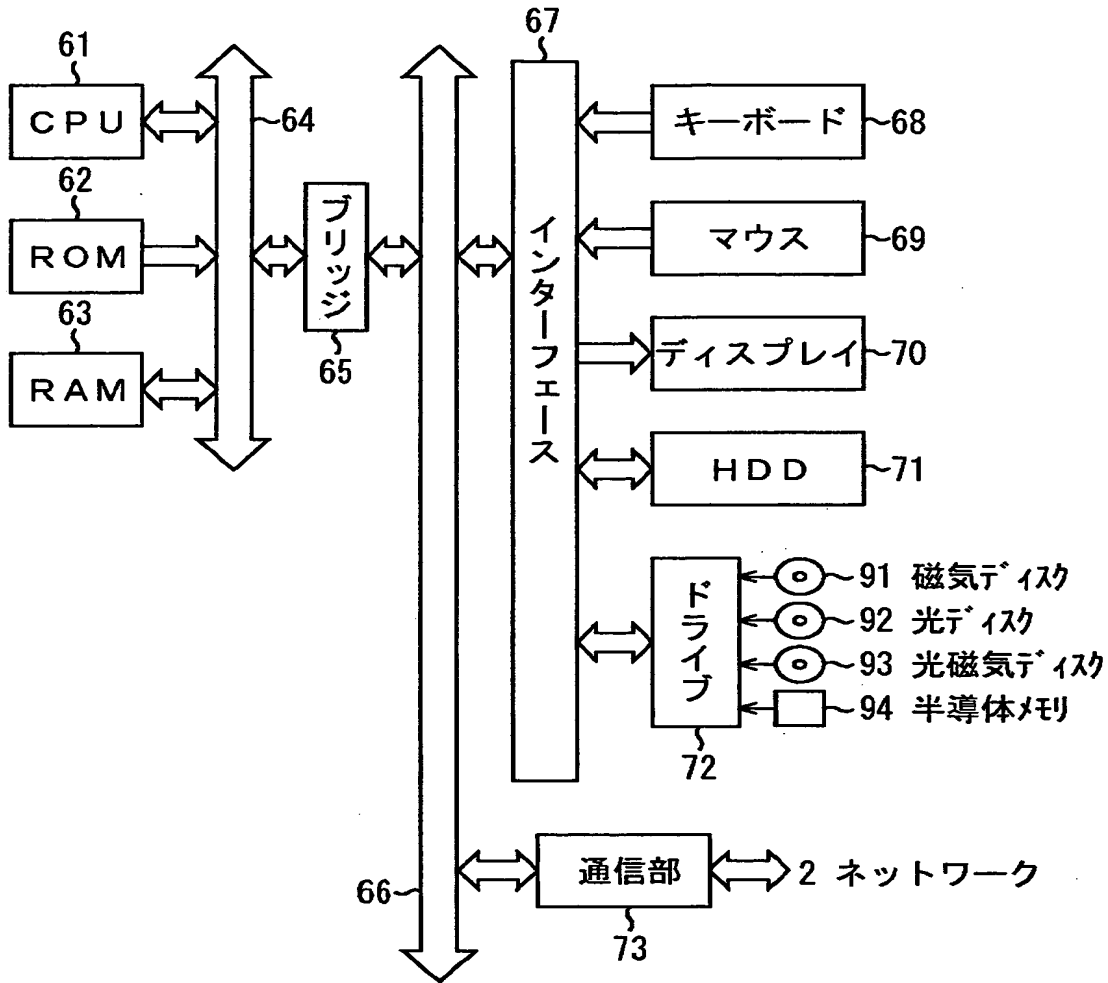 61
CPU
62
ROM
63
RAM
64
ブリッジ
65
66
67
インターフェース
キーボード 68
マウス 69
ディスプレイ 70
HDD 71
ドライブ
72
91 磁気ディスク
92 光ディスク
93 光磁気ディスク
94 半導体メモリ
通信部
73
2 ネットワーク